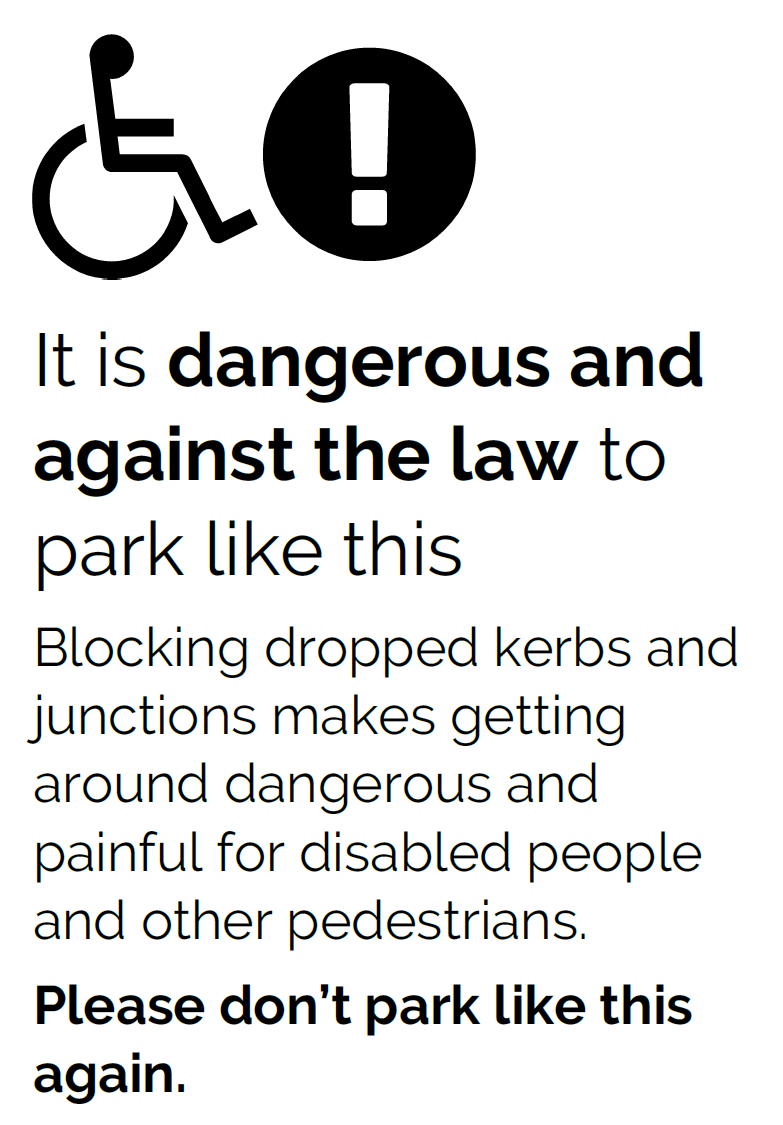 It is dangerous and
against the law to
park like this
Blocking dropped kerbs and
junctions makes getting
around dangerous and
painful for disabled people
and other pedestrians.
Please don’t park like this
again.